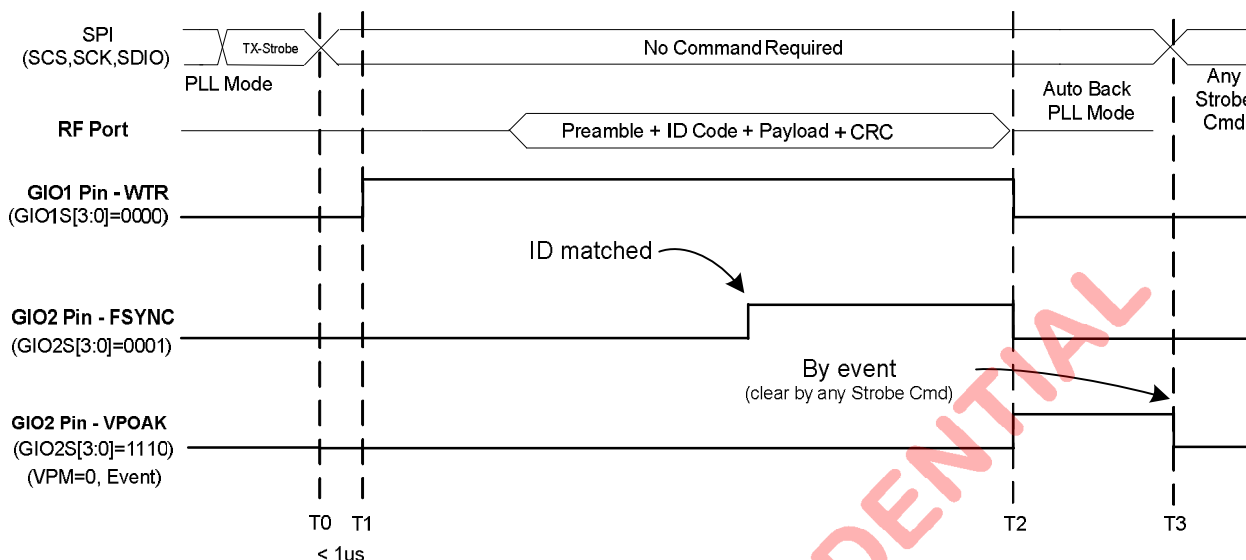 SPI
(SCS,SCK,SDIO)
TX-Strobe
No Command Required
PLL Mode
Auto Back
PLL Mode
Any
Strobe
Cmd
RF Port
Preamble + ID Code + Payload + CRC
GIO1 Pin - WTR
(GIO1S[3:0]=0000)
ID matched
GIO2 Pin - FSYNC
(GIO2S[3:0]=0001)
By event
(clear by any Strobe Cmd)
GIO2 Pin - VPOAK
(GIO2S[3:0]=1110)
(VPM=0, Event)
T0
T1
T2
T3
< 1us
DENTIAL